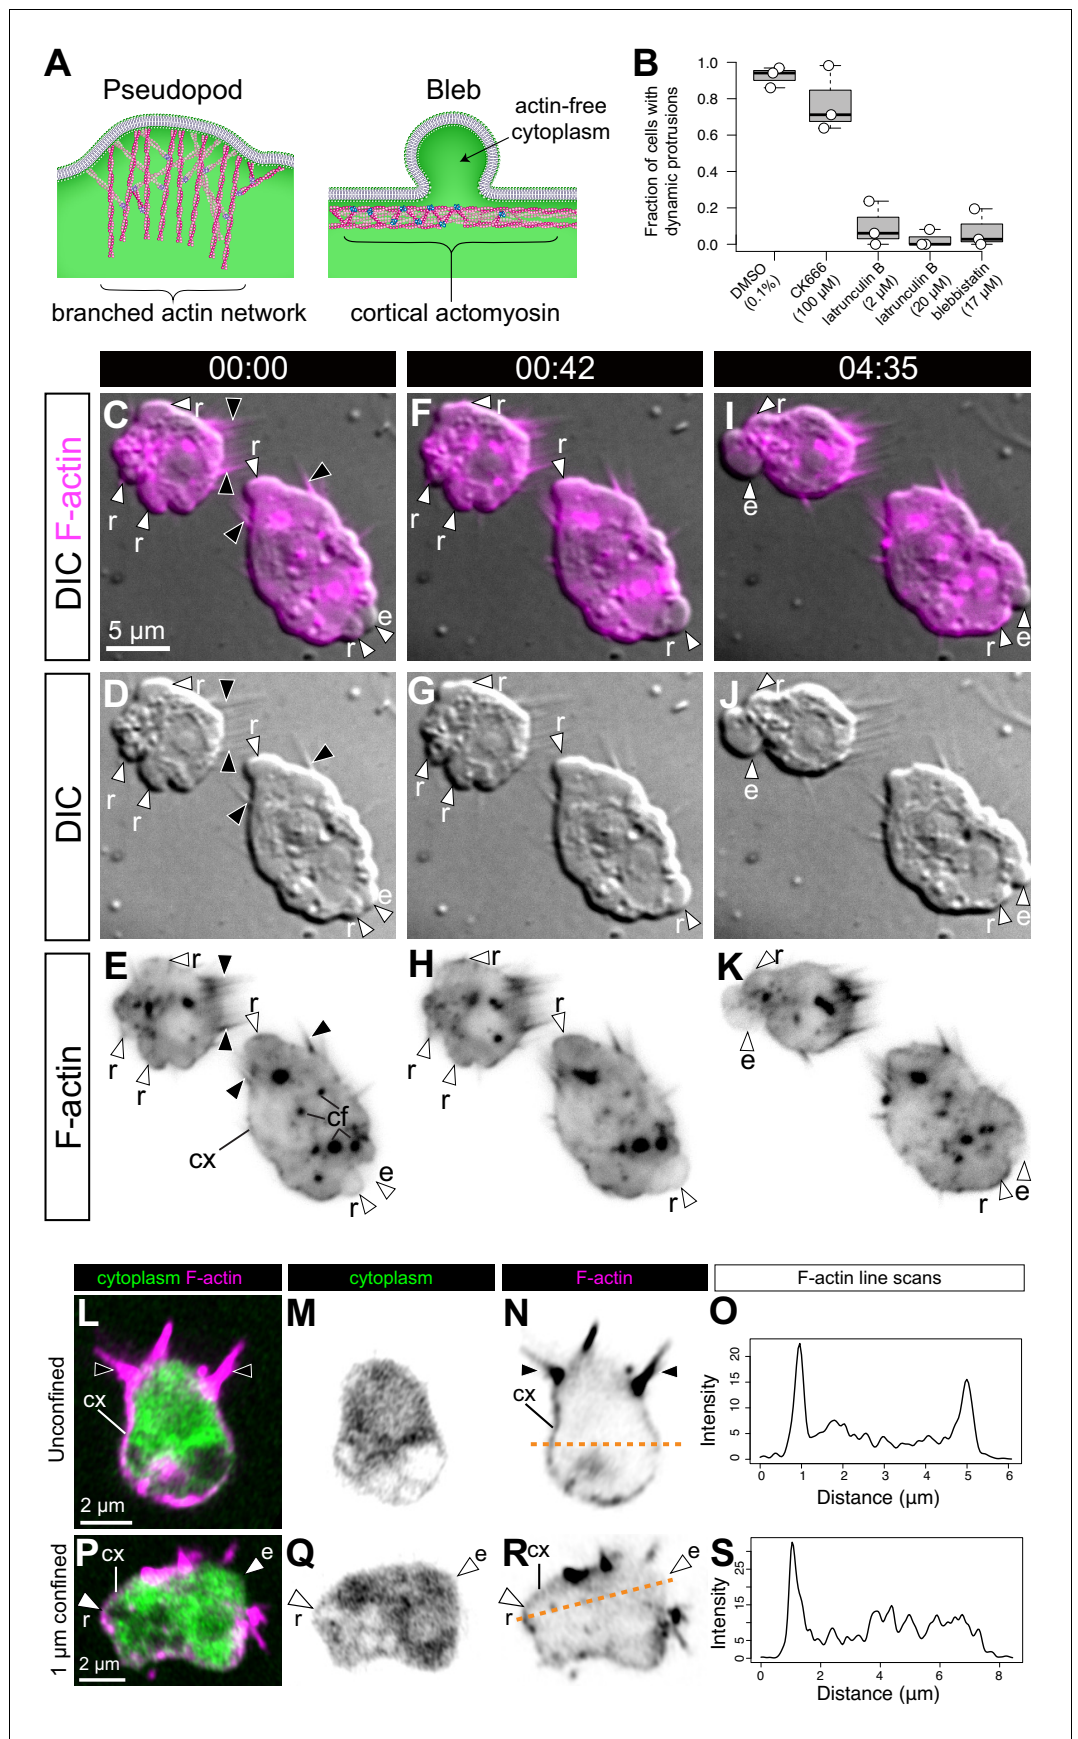 A
Pseudopod
Bleb
actin-free
cytoplasm
branched actin network
cortical actomyosin
B
Fraction of cells with
dynamic protrusions
1.0
0.8
0.6
0.4
0.2
0.0
DMSO
(0.1%)
CK666
(100 µM)
latrunculin B
(2 µM)
latrunculin B
(20 µM)
blebbistatin
(17 µM)
00:00
00:42
04:35
DIC F-actin
C
r
r
r
r
e
r
5 µm
F
r
r
r
r
r
I
r
e
r
e
DIC
D
r
r
r
r
e
r
G
r
r
r
r
r
J
r
e
r
e
F-actin
E
r
r
r
r
cf
cx
e
r
H
r
r
r
r
r
K
r
e
r
e
cytoplasm F-actin
cytoplasm
F-actin
F-actin line scans
Unconfined
L
cx
2 µm
M
N
cx
O
Intensity
20
15
10
5
0
0 1 2 3 4 5 6
Distance (µm)
1 µm confined
P
cx
e
r
2 µm
Q
e
r
R
cx
e
r
S
Intensity
25
15
5
0
0 2 4 6 8
Distance (µm)